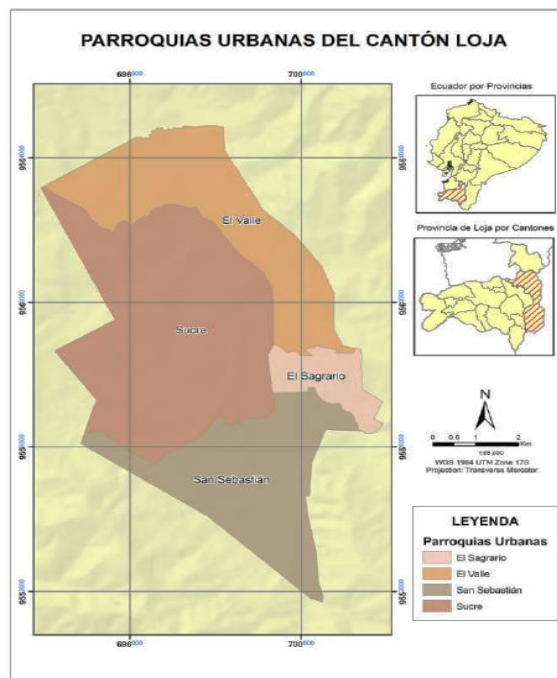 PARROQUIAS URBANAS DEL CANTÓN LOJA
696000
700000
El Valle
Sucre
El Sagrario
San Sebastián
696000
700000
Ecuador por Provincias
Provincia de Loja por Cantones
N
0 0.5 1 2
Km
WGS 1984 UTM Zone 17S
Projection: Transverse Mercator
LEYENDA
Parroquias Urbanas
El Sagrario
El Valle
San Sebastián
Sucre